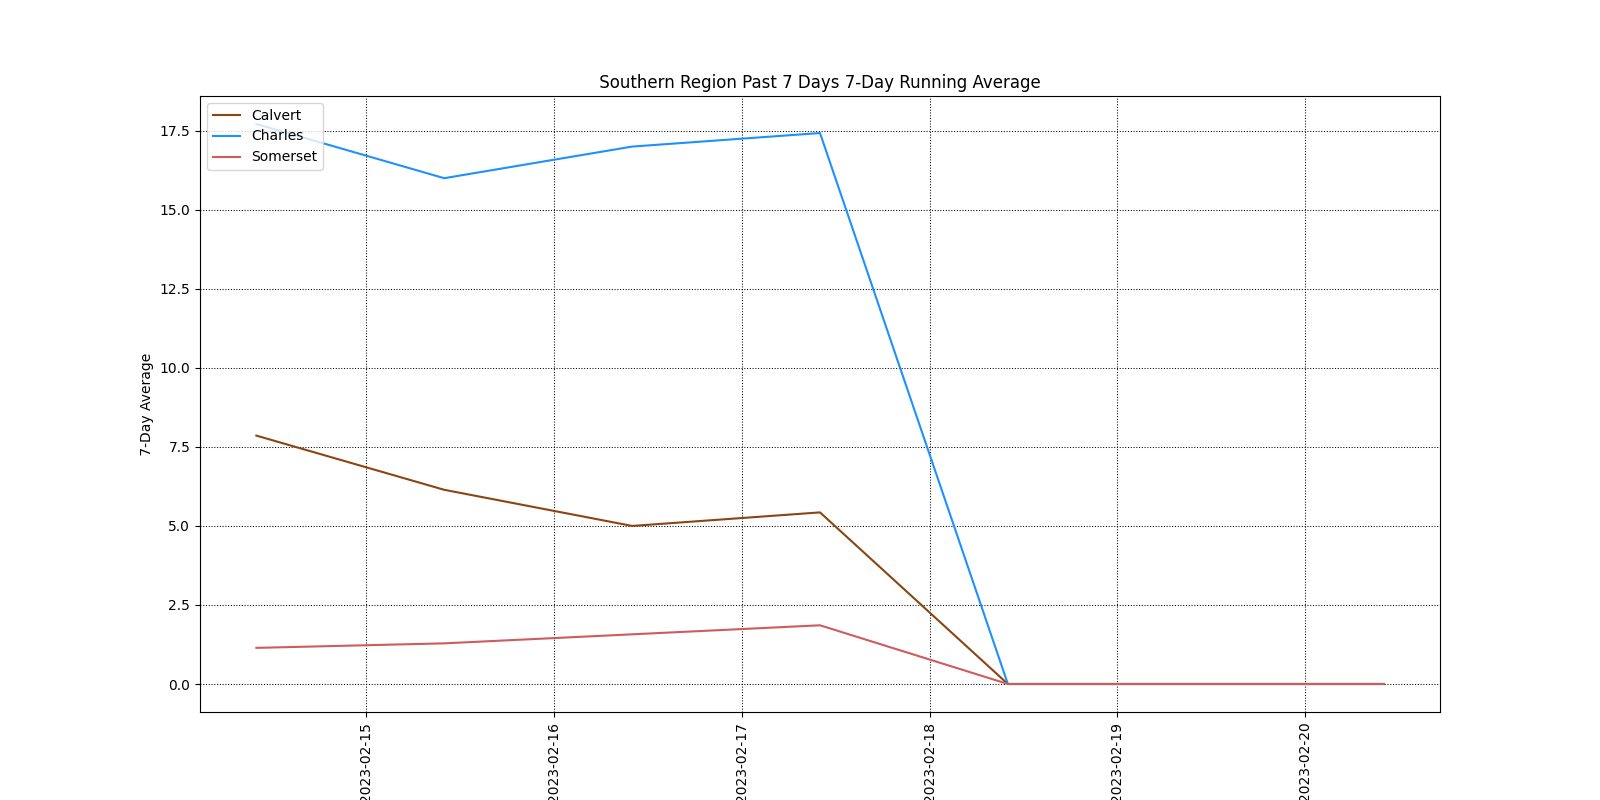 Southern Region Past 7 Days 7-Day Running Average
Calvert
Charles
Somerset
7-Day Average
17.5
15.0
12.5
10.0
7.5
5.0
2.5
0.0
2023-02-15
2023-02-16
2023-02-17
2023-02-18
2023-02-19
2023-02-20